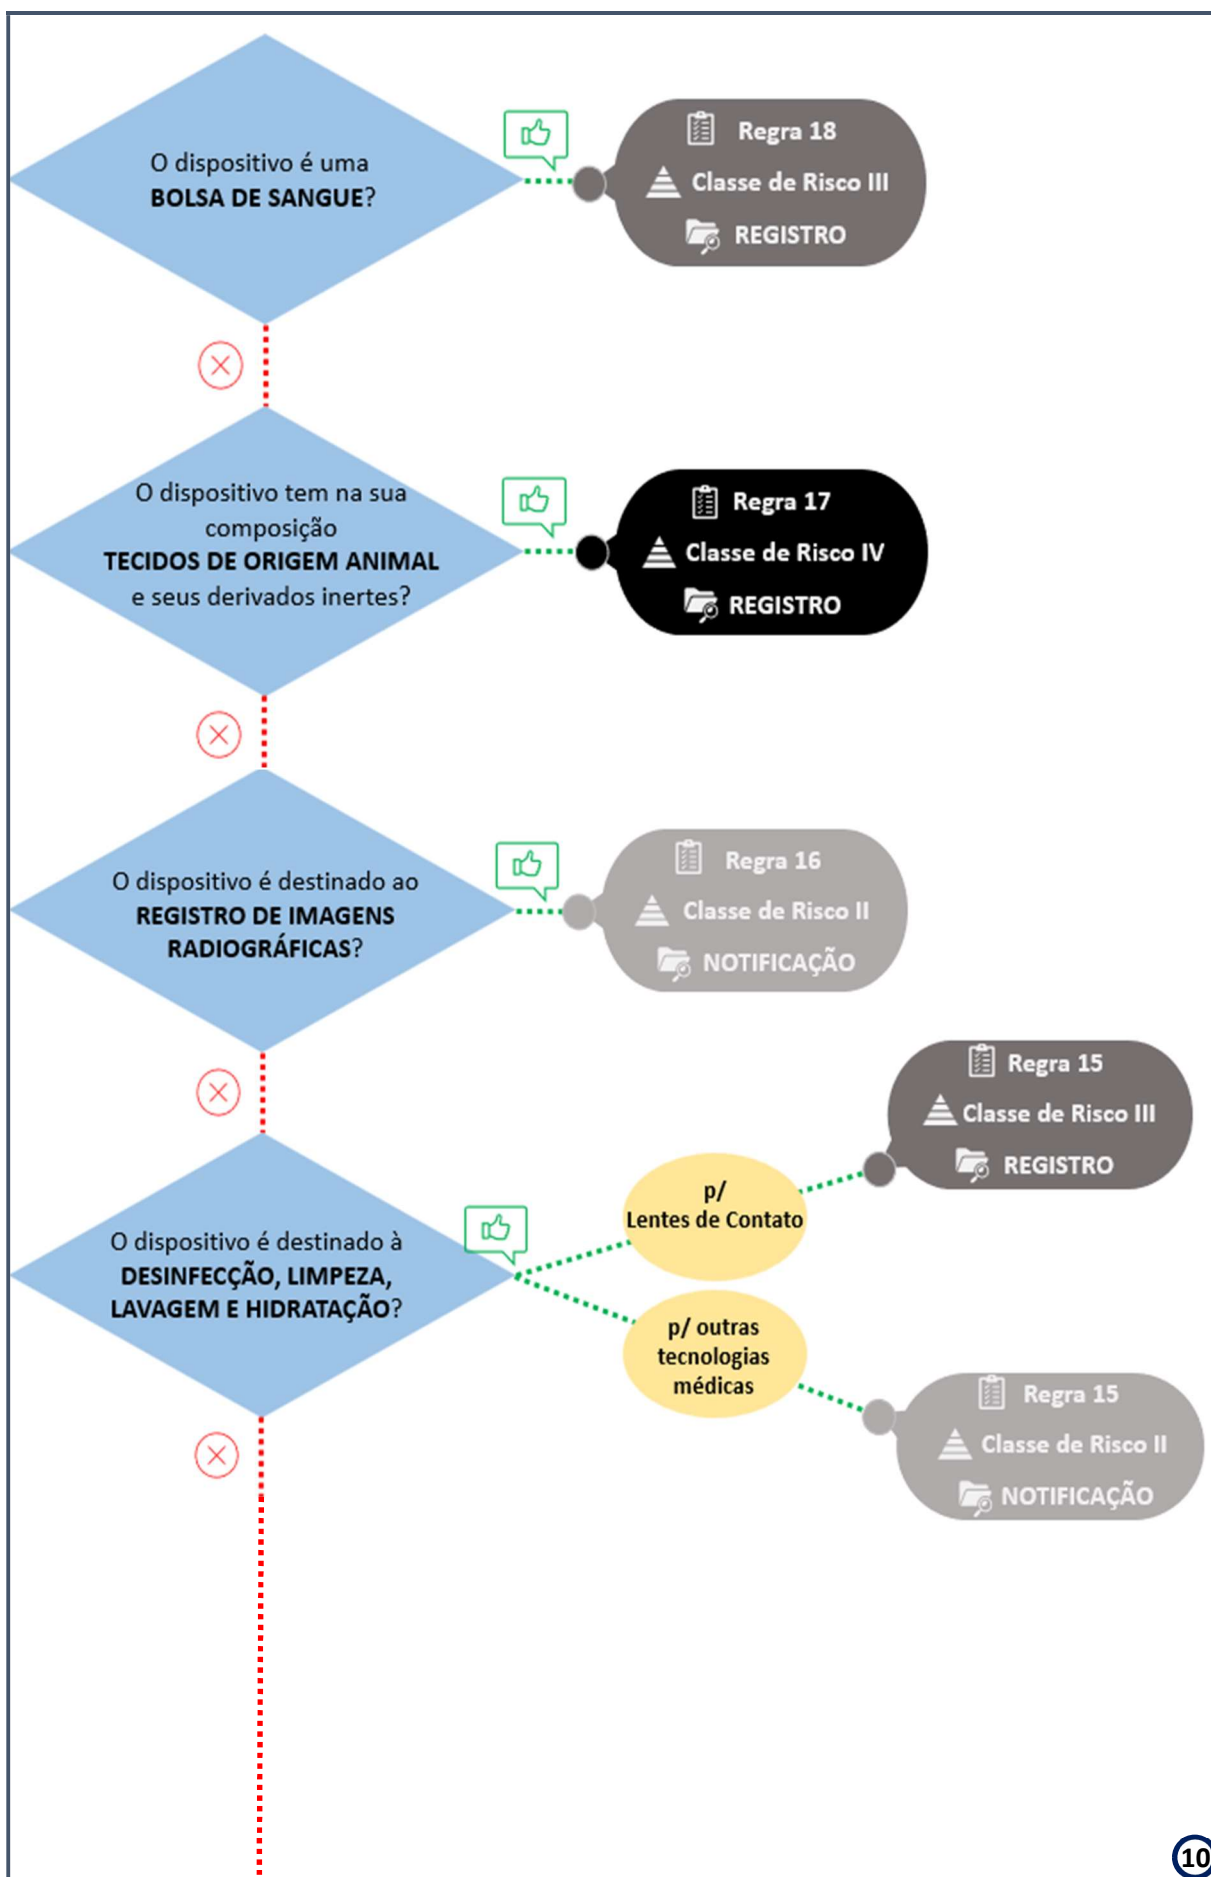 O dispositivo é uma
BOLSA DE SANGUE?
Regra 18
Classe de Risco III
REGISTRO
O dispositivo tem na sua
composição
TECIDOS DE ORIGEM ANIMAL
e seus derivados inertes?
Regra 17
Classe de Risco IV
REGISTRO
O dispositivo é destinado ao
REGISTRO DE IMAGENS
RADIOGRÁFICAS?
Regra 16
Classe de Risco II
NOTIFICAÇÃO
O dispositivo é destinado à
DESINFECÇÃO, LIMPEZA,
LAVAGEM E HIDRATAÇÃO?
p/
Lentes de Contato
Regra 15
Classe de Risco III
REGISTRO
p/ outras
tecnologias
médicas
Regra 15
Classe de Risco II
NOTIFICAÇÃO
10